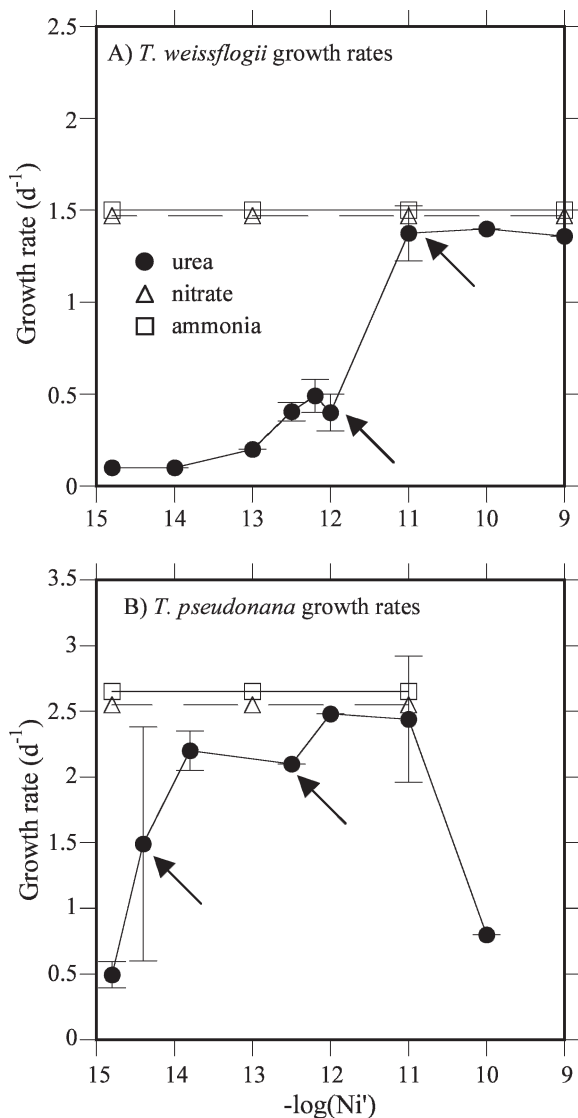 2.5
A) T. weissflogii growth rates
2
1.5
Growth rate (d-1)
urea
nitrate
ammonia
1
0.5
0
15 14 13 12 11 10 9
3.5
B) T. pseudonana growth rates
3
2.5
2
Growth rate (d-1)
1.5
1
0.5
0
15 14 13 12 11 10 9
-log(Ni')